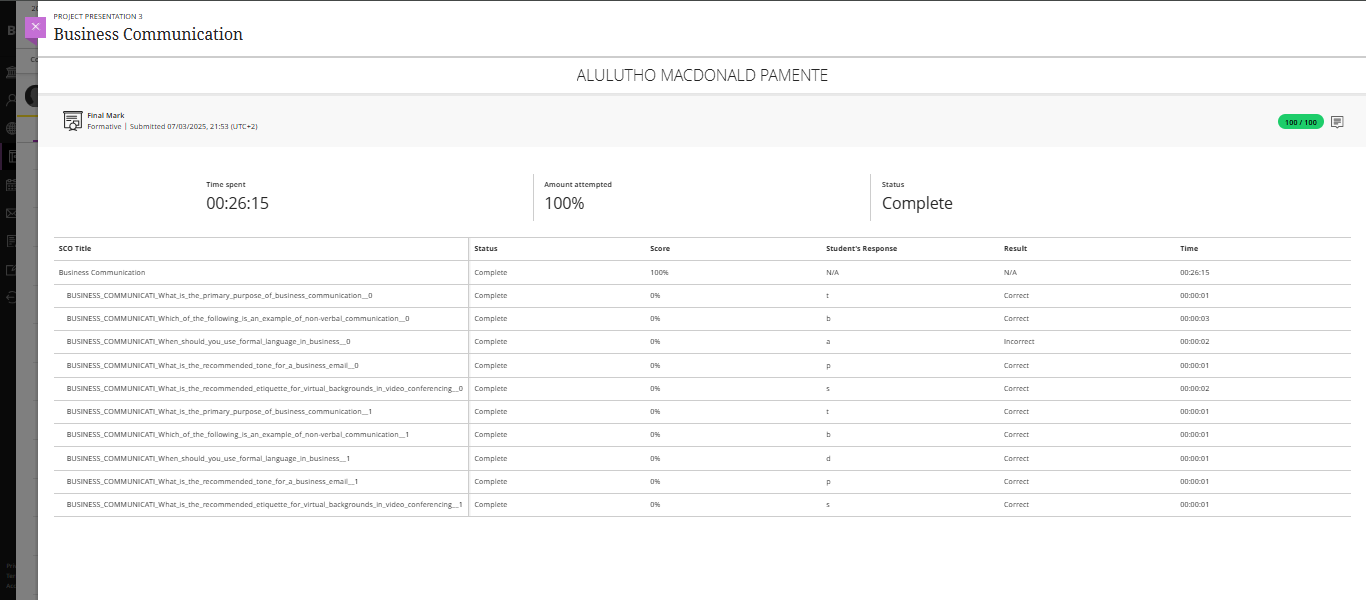 PROJECT PRESENTATION 3
Business Communication
ALULUTHO MACDONALD PAMENTE
Final Mark
Formative | Submitted 07/03/2025, 21:53 (UTC+2)
100 / 100
Time spent
00:26:15
Amount attempted
100%
Status
Complete
SCO Title Status Score Student's Response Result Time
Business Communication Complete 100% N/A N/A 00:26:15
BUSINESS_COMMUNICATI_What_is_the_primary_purpose_of_business_communication__0 Complete 0% t Correct 00:00:01
BUSINESS_COMMUNICATI_Which_of_the_following_is_an_example_of_non-verbal_communication__0 Complete 0% b Correct 00:00:03
BUSINESS_COMMUNICATI_When_should_you_use_formal_language_in_business__0 Complete 0% a Incorrect 00:00:02
BUSINESS_COMMUNICATI_What_is_the_recommended_tone_for_a_business_email__0 Complete 0% p Correct 00:00:01
BUSINESS_COMMUNICATI_What_is_the_recommended_etiquette_for_virtual_backgrounds_in_video_conferencing__0 Complete 0% s Correct 00:00:02
BUSINESS_COMMUNICATI_What_is_the_primary_purpose_of_business_communication__1 Complete 0% t Correct 00:00:01
BUSINESS_COMMUNICATI_Which_of_the_following_is_an_example_of_non-verbal_communication__1 Complete 0% b Correct 00:00:01
BUSINESS_COMMUNICATI_When_should_you_use_formal_language_in_business__1 Complete 0% d Correct 00:00:01
BUSINESS_COMMUNICATI_What_is_the_recommended_tone_for_a_business_email__1 Complete 0% p Correct 00:00:01
BUSINESS_COMMUNICATI_What_is_the_recommended_etiquette_for_virtual_backgrounds_in_video_conferencing__1 Complete 0% s Correct 00:00:01